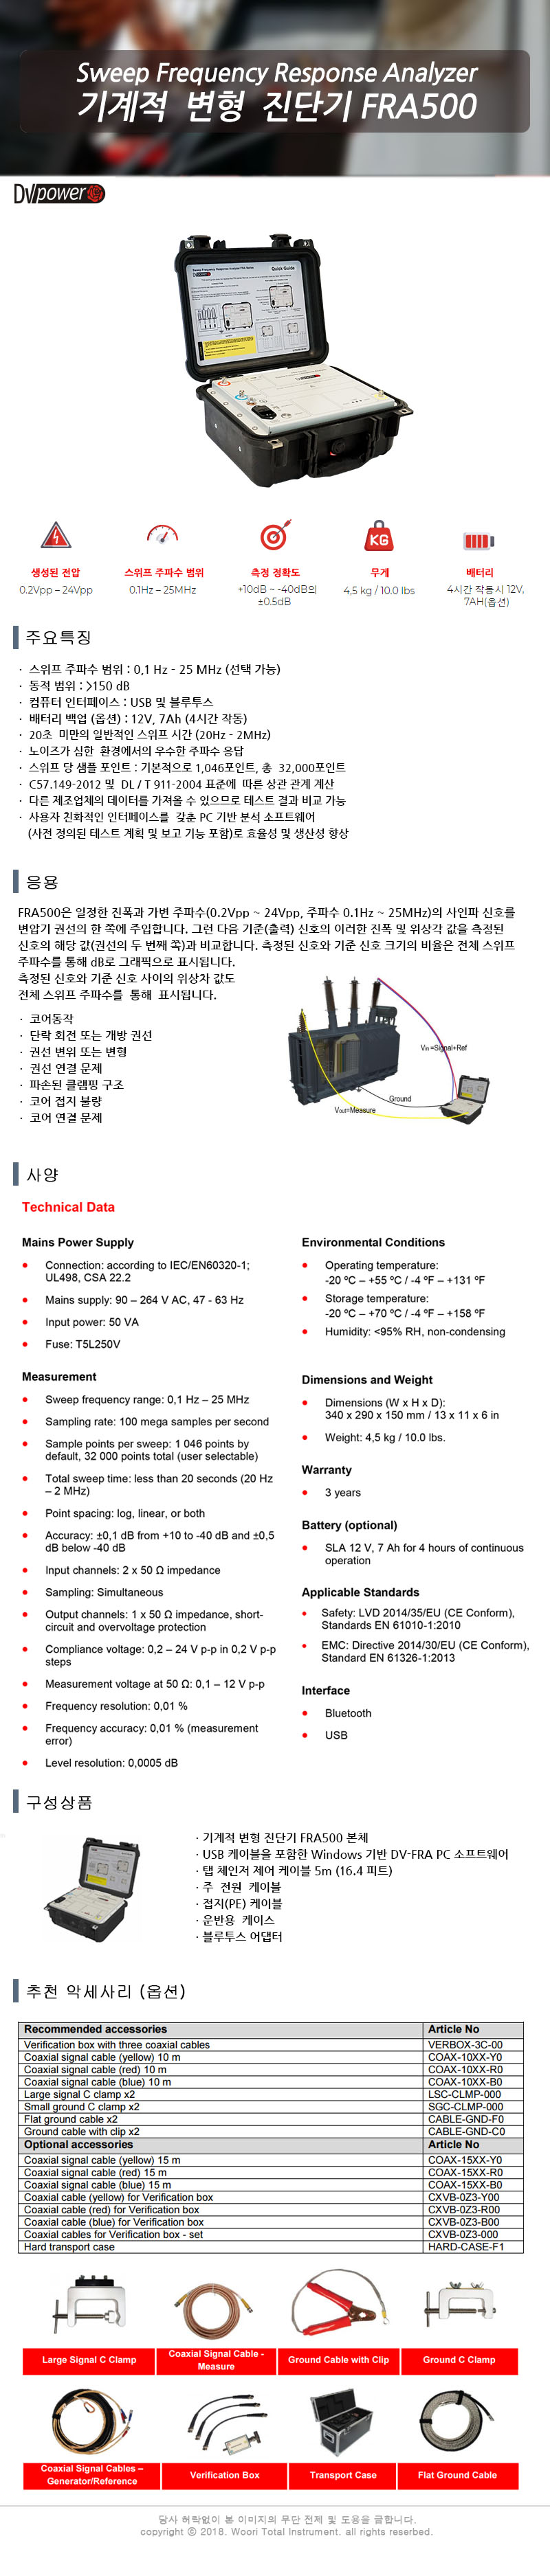 Sweep Frequency Response Analyzer
기계적 변형 진단기 FRA500
DVpower
Quick Guide
생성된 전압
0.2Vpp – 24Vpp
스위프 주파수 범위
0.1Hz – 25MHz
측정 정확도
+10dB ~ -40dB의
±0.5dB
KG
무게
4,5 kg / 10.0 lbs
배터리
4시간 작동시 12V,
7AH(옵션)
주요특징
· 스위프 주파수 범위 : 0,1 Hz – 25 MHz (선택 가능)
· 동적 범위 : >150 dB
· 컴퓨터 인터페이스 : USB 및 블루투스
· 배터리 백업 (옵션) : 12V, 7Ah (4시간 작동)
· 20초 미만의 일반적인 스위프 시간 (20Hz – 2MHz)
· 노이즈가 심한 환경에서의 우수한 주파수 응답
· 스위프 당 샘플 포인트 : 기본적으로 1,046포인트, 총 32,000포인트
· C57.149-2012 및 DL / T 911-2004 표준에 따른 상관 관계 계산
· 다른 제조업체의 데이터를 가져올 수 있으므로 테스트 결과 비교 가능
· 사용자 친화적인 인터페이스를 갖춘 PC 기반 분석 소프트웨어
(사전 정의된 테스트 계획 및 보고 기능 포함)로 효율성 및 생산성 향상
응용
FRA500은 일정한 진폭과 가변 주파수(0.2Vpp ~ 24Vpp, 주파수 0.1Hz ~ 25MHz)의 사인파 신호를
변압기 권선의 한 쪽에 주입합니다. 그런 다음 기준(출력) 신호의 이러한 진폭 및 위상각 값을 측정된
신호의 해당 값(권선의 두 번째 쪽)과 비교합니다. 측정된 신호와 기준 신호 크기의 비율은 전체 스위프
주파수를 통해 dB로 그래픽으로 표시됩니다.
측정된 신호와 기준 신호 사이의 위상차 값도
전체 스위프 주파수를 통해 표시됩니다.
· 코어동작
· 단락 회전 또는 개방 권선
· 권선 변위 또는 변형
· 권선 연결 문제
· 파손된 클램핑 구조
· 코어 접지 불량
· 코어 연결 문제
Vin =Signal+Ref
Ground
Vout=Measure
사양
Technical Data
Mains Power Supply
Connection: according to IEC/EN60320-1;
UL498, CSA 22.2
Mains supply: 90 – 264 V AC, 47 - 63 Hz
Input power: 50 VA
Fuse: T5L250V
Measurement
Sweep frequency range: 0,1 Hz – 25 MHz
Sampling rate: 100 mega samples per second
Sample points per sweep: 1 046 points by
default, 32 000 points total (user selectable)
Total sweep time: less than 20 seconds (20 Hz
– 2 MHz)
Point spacing: log, linear, or both
Accuracy: ±0,1 dB from +10 to -40 dB and ±0,5
dB below -40 dB
Input channels: 2 x 50 Ω impedance
Sampling: Simultaneous
Output channels: 1 x 50 Ω impedance, short-
circuit and overvoltage protection
Compliance voltage: 0,2 – 24 V p-p in 0,2 V p-p
steps
Measurement voltage at 50 Ω: 0,1 – 12 V p-p
Frequency resolution: 0,01 %
Frequency accuracy: 0,01 % (measurement
error)
Level resolution: 0,0005 dB
Environmental Conditions
Operating temperature:
-20 ºC – +55 ºC / -4 ºF – +131 ºF
Storage temperature:
-20 ºC – +70 ºC / -4 ºF – +158 ºF
Humidity: <95% RH, non-condensing
Dimensions and Weight
Dimensions (W x H x D):
340 x 290 x 150 mm / 13 x 11 x 6 in
Weight: 4,5 kg / 10.0 lbs.
Warranty
3 years
Battery (optional)
SLA 12 V, 7 Ah for 4 hours of continuous
operation
Applicable Standards
Safety: LVD 2014/35/EU (CE Conform),
Standards EN 61010-1:2010
EMC: Directive 2014/30/EU (CE Conform),
Standard EN 61326-1:2013
Interface
Bluetooth
USB
구성상품
· 기계적 변형 진단기 FRA500 본체
· USB 케이블을 포함한 Windows 기반 DV-FRA PC 소프트웨어
· 탭 체인저 제어 케이블 5m (16.4 피트)
· 주 전원 케이블
· 접지(PE) 케이블
· 운반용 케이스
· 블루투스 어댑터
추천 악세사리 (옵션)
Recommended accessories Article No
Verification box with three coaxial cables VERBOX-3C-00
Coaxial signal cable (yellow) 10 m COAX-10XX-Y0
Coaxial signal cable (red) 10 m COAX-10XX-R0
Coaxial signal cable (blue) 10 m COAX-10XX-B0
Large signal C clamp x2 LSC-CLMP-000
Small ground C clamp x2 SGC-CLMP-000
Flat ground cable x2 CABLE-GND-F0
Ground cable with clip x2 CABLE-GND-C0
Optional accessories Article No
Coaxial signal cable (yellow) 15 m COAX-15XX-Y0
Coaxial signal cable (red) 15 m COAX-15XX-R0
Coaxial signal cable (blue) 15 m COAX-15XX-B0
Coaxial cable (yellow) for Verification box CXVB-0Z3-Y00
Coaxial cable (red) for Verification box CXVB-0Z3-R00
Coaxial cable (blue) for Verification box CXVB-0Z3-B00
Coaxial cables for Verification box - set CXVB-0Z3-000
Hard transport case HARD-CASE-F1
Large Signal C Clamp
Coaxial Signal Cable -
Measure
Ground Cable with Clip
Ground C Clamp
Coaxial Signal Cables –
Generator/Reference
Verification Box
Transport Case
Flat Ground Cable
당사 허락없이 본 이미지의 무단 전제 및 도용을 금합니다.
copyright ⓒ 2018. Woori Total Instrument. all rights reserbed.